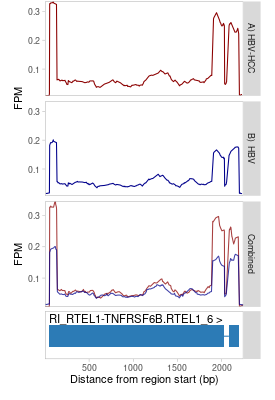 0.3
0.2
0.1
A) HBV-HCC
FPM
0.3
0.2
0.1
B) HBV
0.3
0.2
0.1
FPM
Combined
RI_RTEL1-TNFRSF6B.RTEL1_6 >
500 1000 1500 2000
Distance from region start (bp)